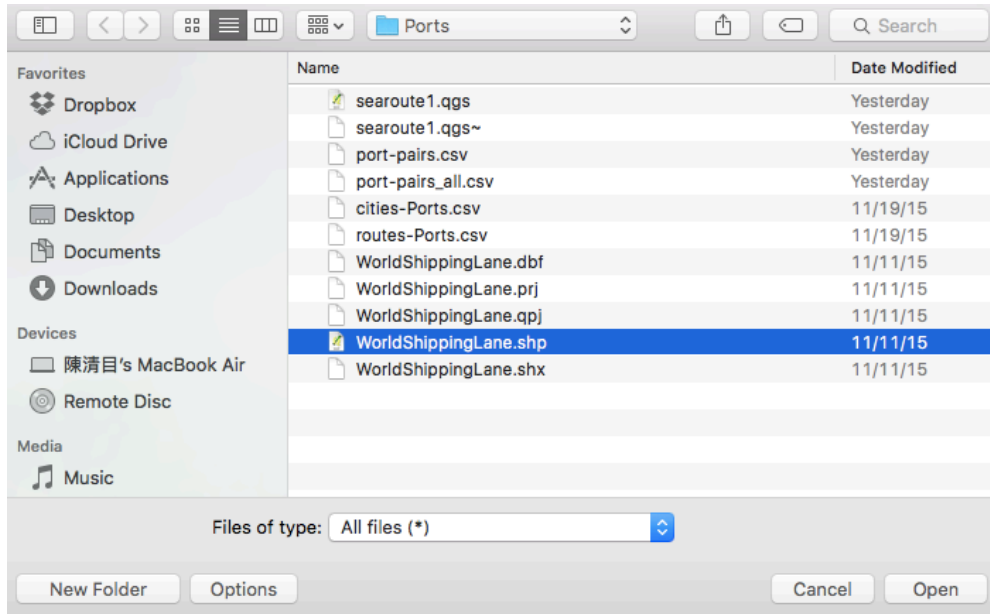 Ports
Search
Favorites
Dropbox
iCloud Drive
Applications
Desktop
Documents
Downloads
Devices
陳清目's MacBook Air
Remote Disc
Media
Music
Name Date Modified
searoute1.qgs Yesterday
searoute1.qgs~ Yesterday
port-pairs.csv Yesterday
port-pairs_all.csv Yesterday
cities-Ports.csv 11/19/15
routes-Ports.csv 11/19/15
WorldShippingLane.dbf 11/11/15
WorldShippingLane.prj 11/11/15
WorldShippingLane.qpj 11/11/15
WorldShippingLane.shp 11/11/15
WorldShippingLane.shx 11/11/15
Files of type: All files (*)
New Folder Options Cancel Open